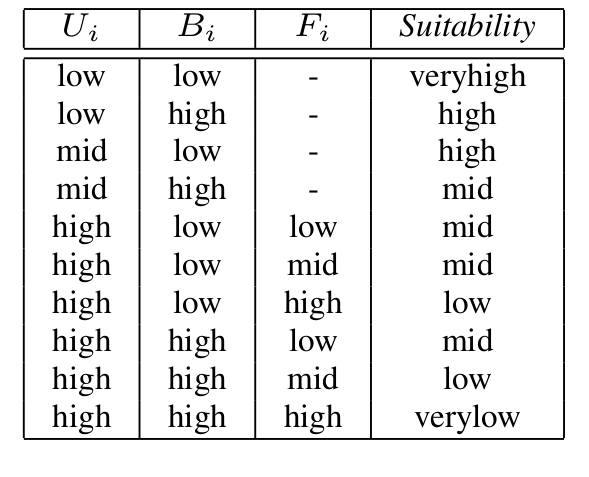 U_i B_i F_i Suitability
low low - veryhigh
low high - high
mid low - high
mid high - mid
high low low mid
high low mid mid
high low high low
high high low mid
high high mid low
high high high verylow